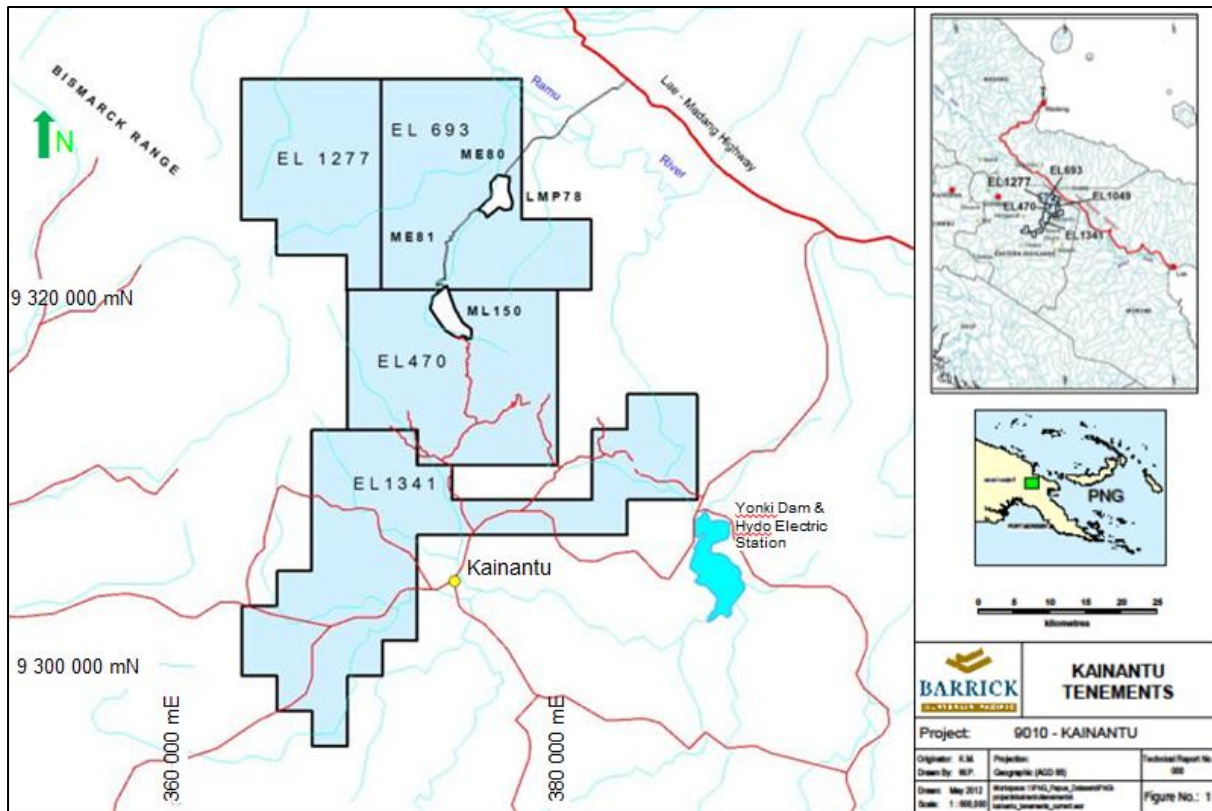 BISMARCK RANGE
N
EL 1277
EL 693
ME80
LMP78
ME81
Ramu
River
Lae - Madang Highway
9 320 000 mN
ML150
EL470
EL1341
Yonki Dam &
Hydo Electric
Station
Kainantu
9 300 000 mN
360 000 mE
380 000 mE
Madang
EL693
EL1277
EL1049
EL470
EL1341
Lae
PNG
0 5 10 15 20 25
kilometres
BARRICK
KAINANTU
TENEMENTS
Project: 9010 - KAINANTU
Originator: K.M.
Drawn By: W.P.
Projection:
Geographic (AGD 66)
Technical Report No.
000
Drawn: May 2012
Scale: 1 :
Figure No.: 1